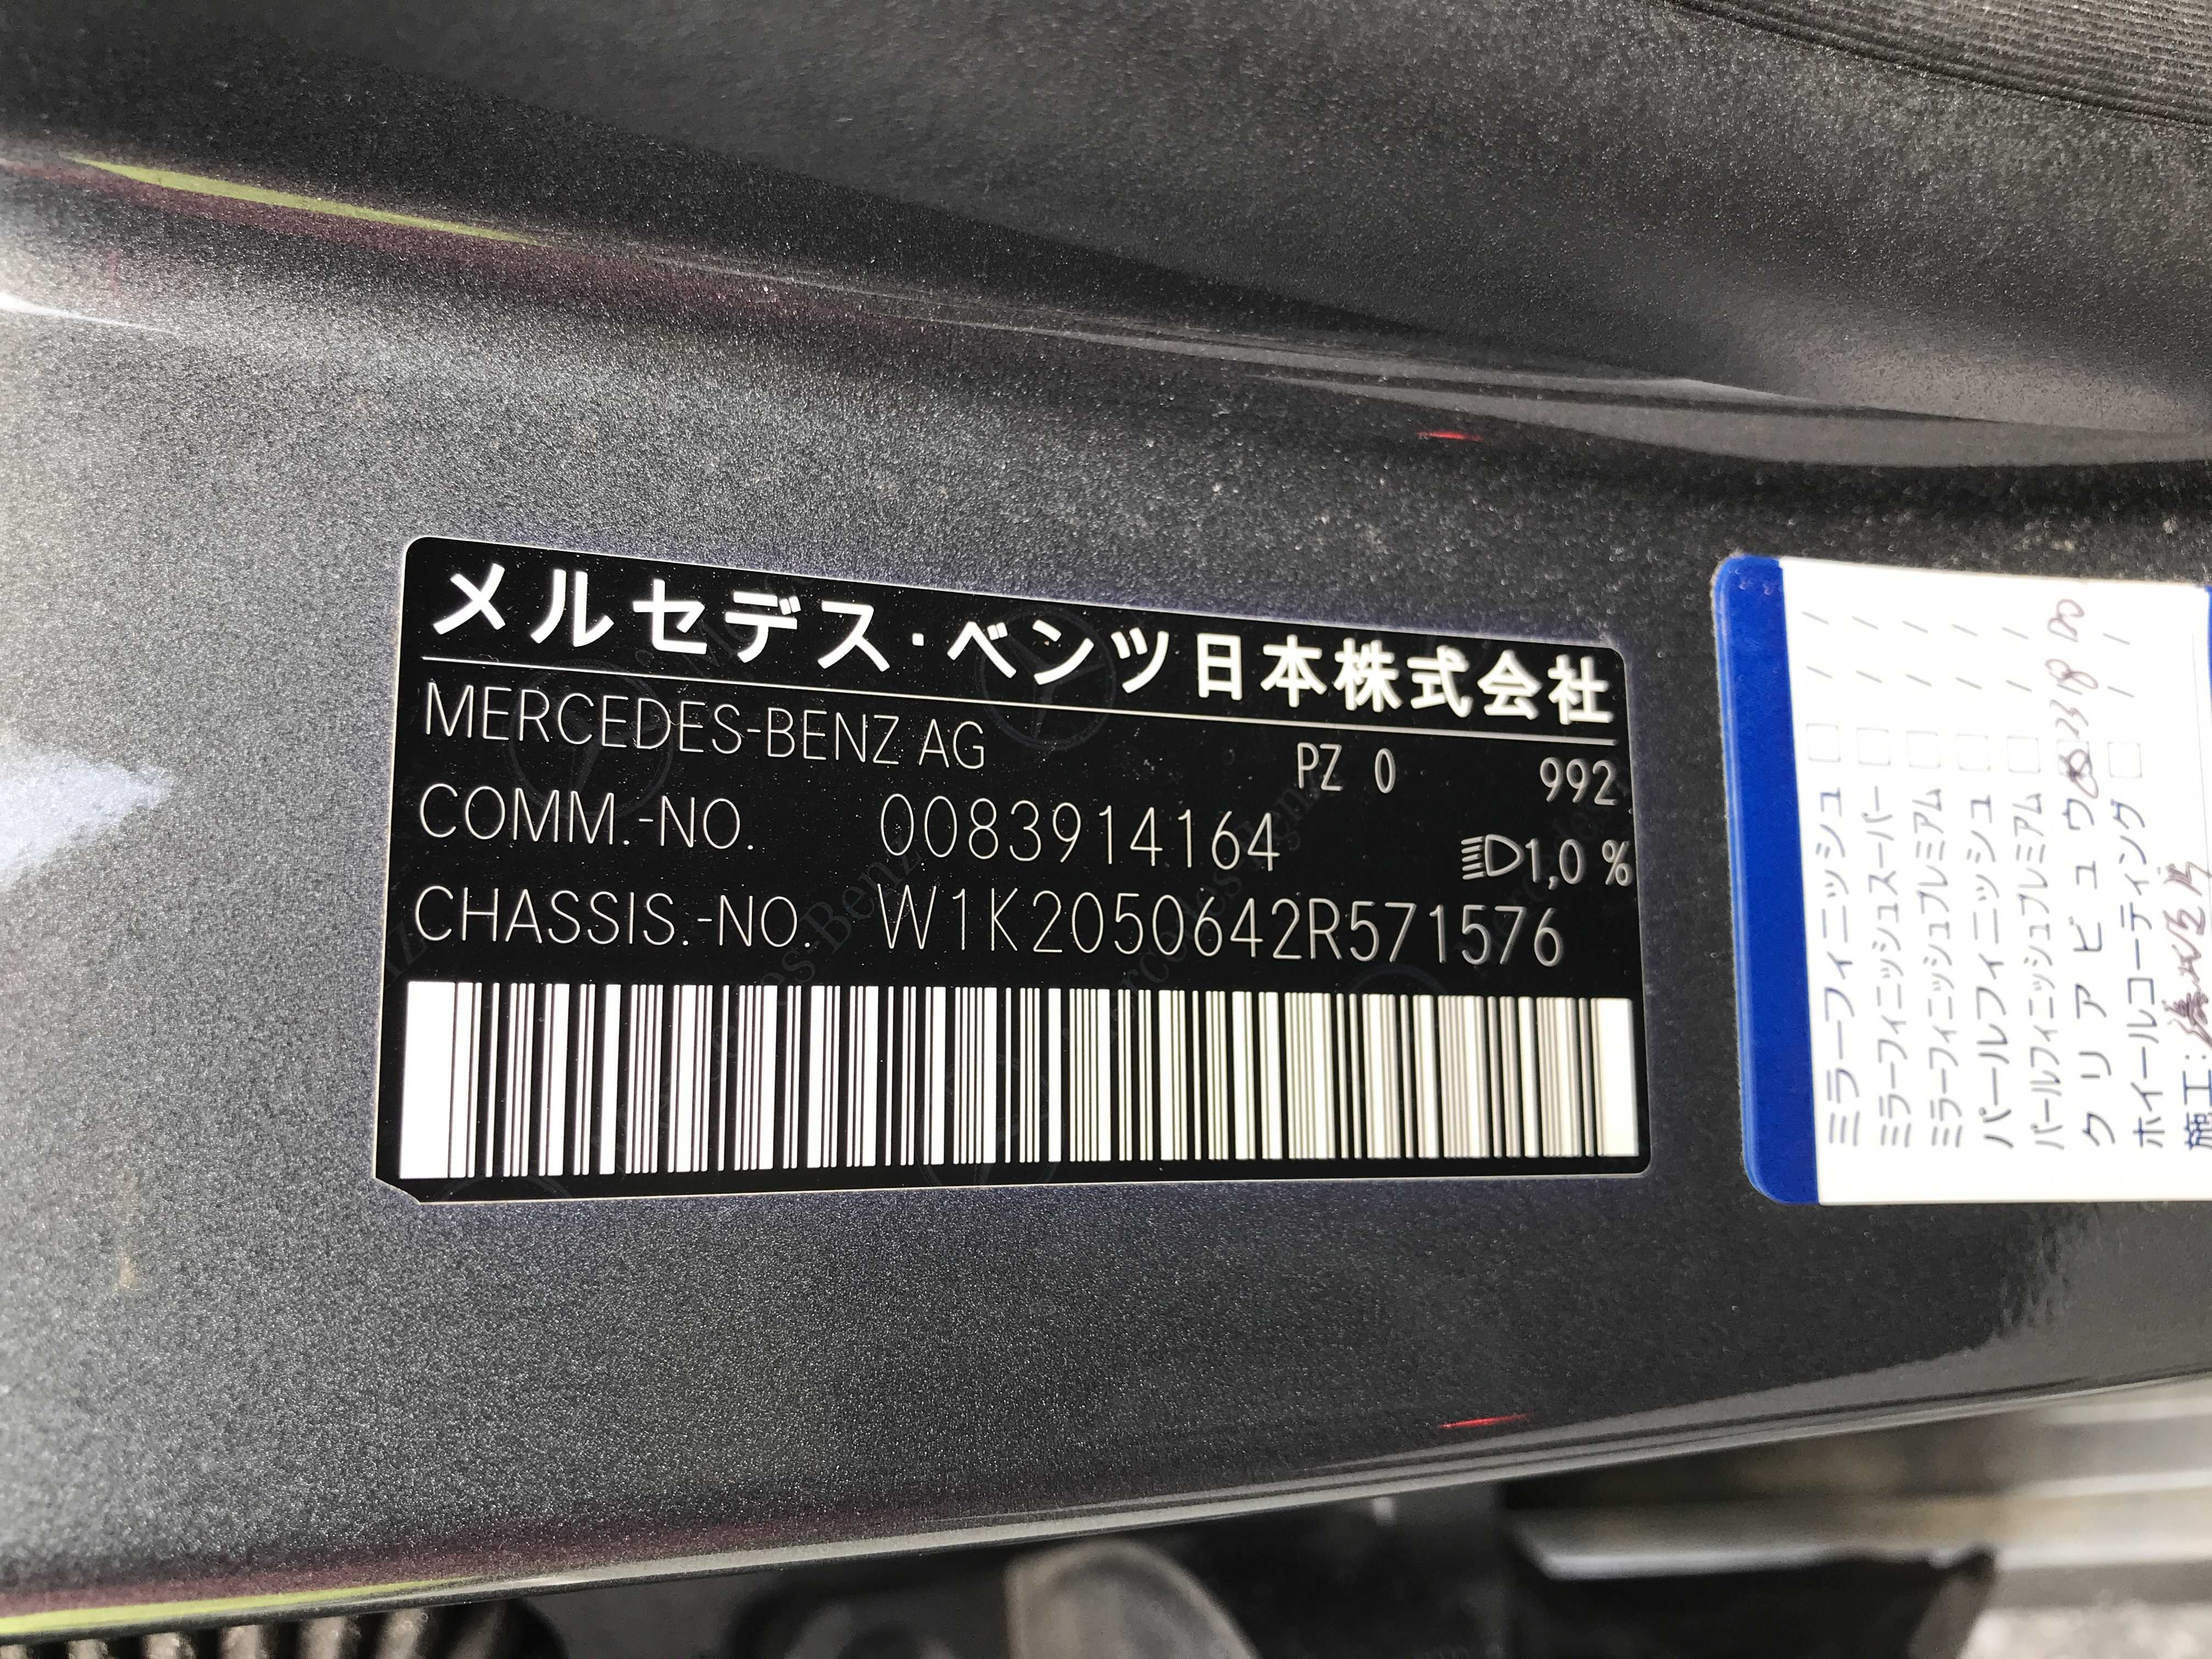 メルセデス・ベンツ日本株式会社
MERCEDES-BENZ AG
PZ 0 992
COMM.-NO. 0083914164
1,0 %
CHASSIS.-NO. W1K2050642R571576
ミラーフィニッシュ □ / /
ミラーフィニッシュスーパー □ / /
ミラーフィニッシュプレミアム □ / /
パールフィニッシュ □ / /
パールフィニッシュプレミアム □ / /
クリアビュウ
ホイールコーティング □ / /
施工: